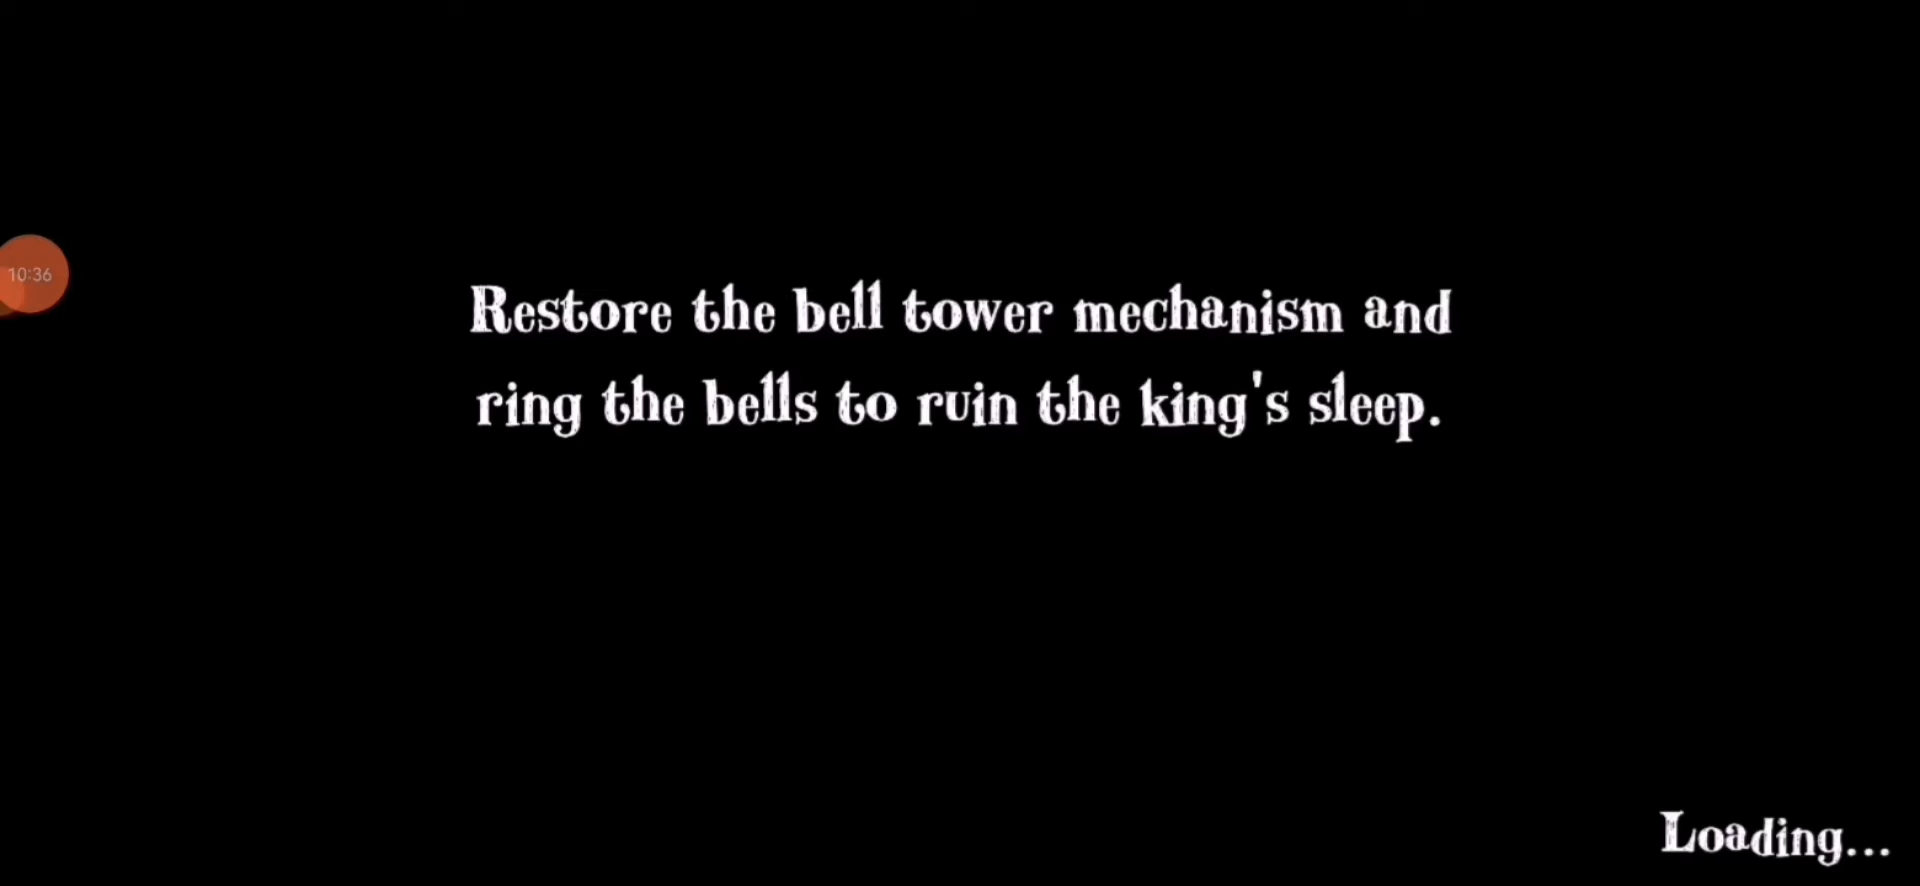 10:36
Restore the bell tower mechanism and
ring the bells to ruin the king's sleep.
Loading...